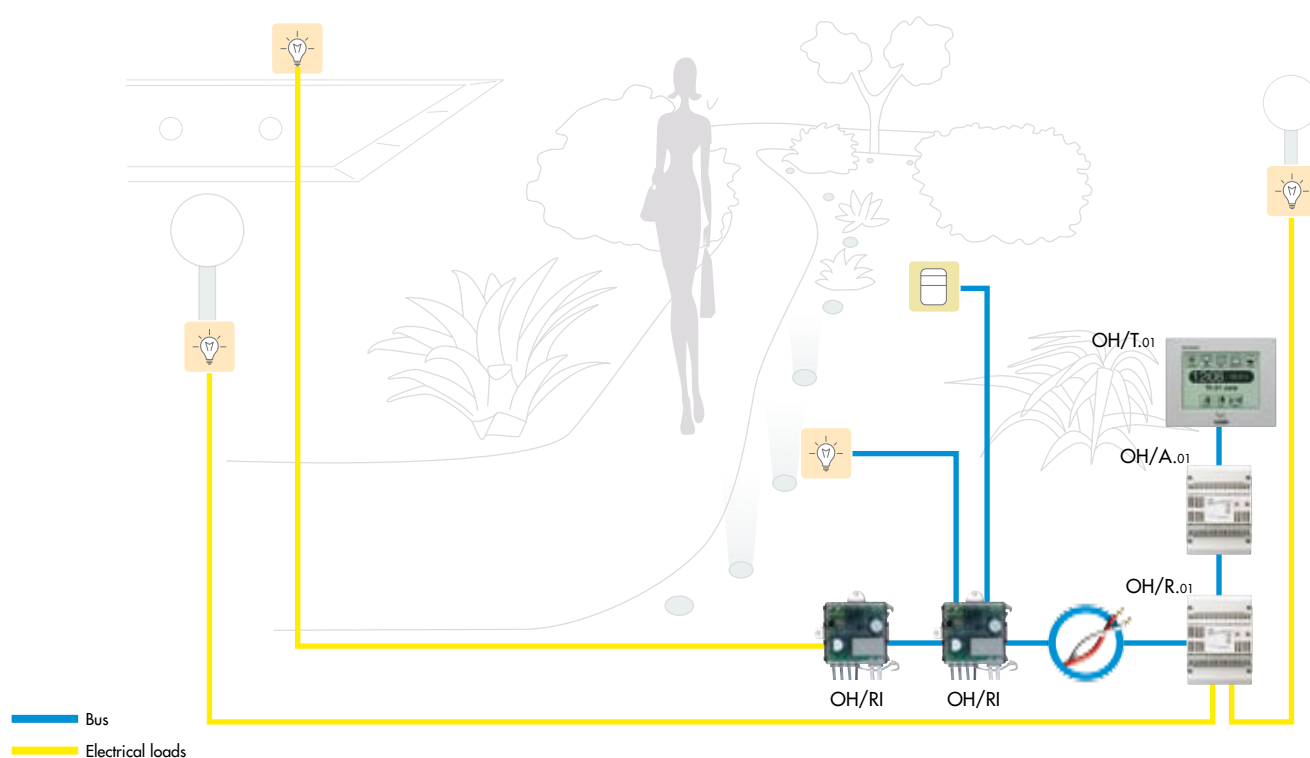 OH/T.01
OH/A.01
OH/R.01
OH/RI
OH/RI
Bus
Electrical loads